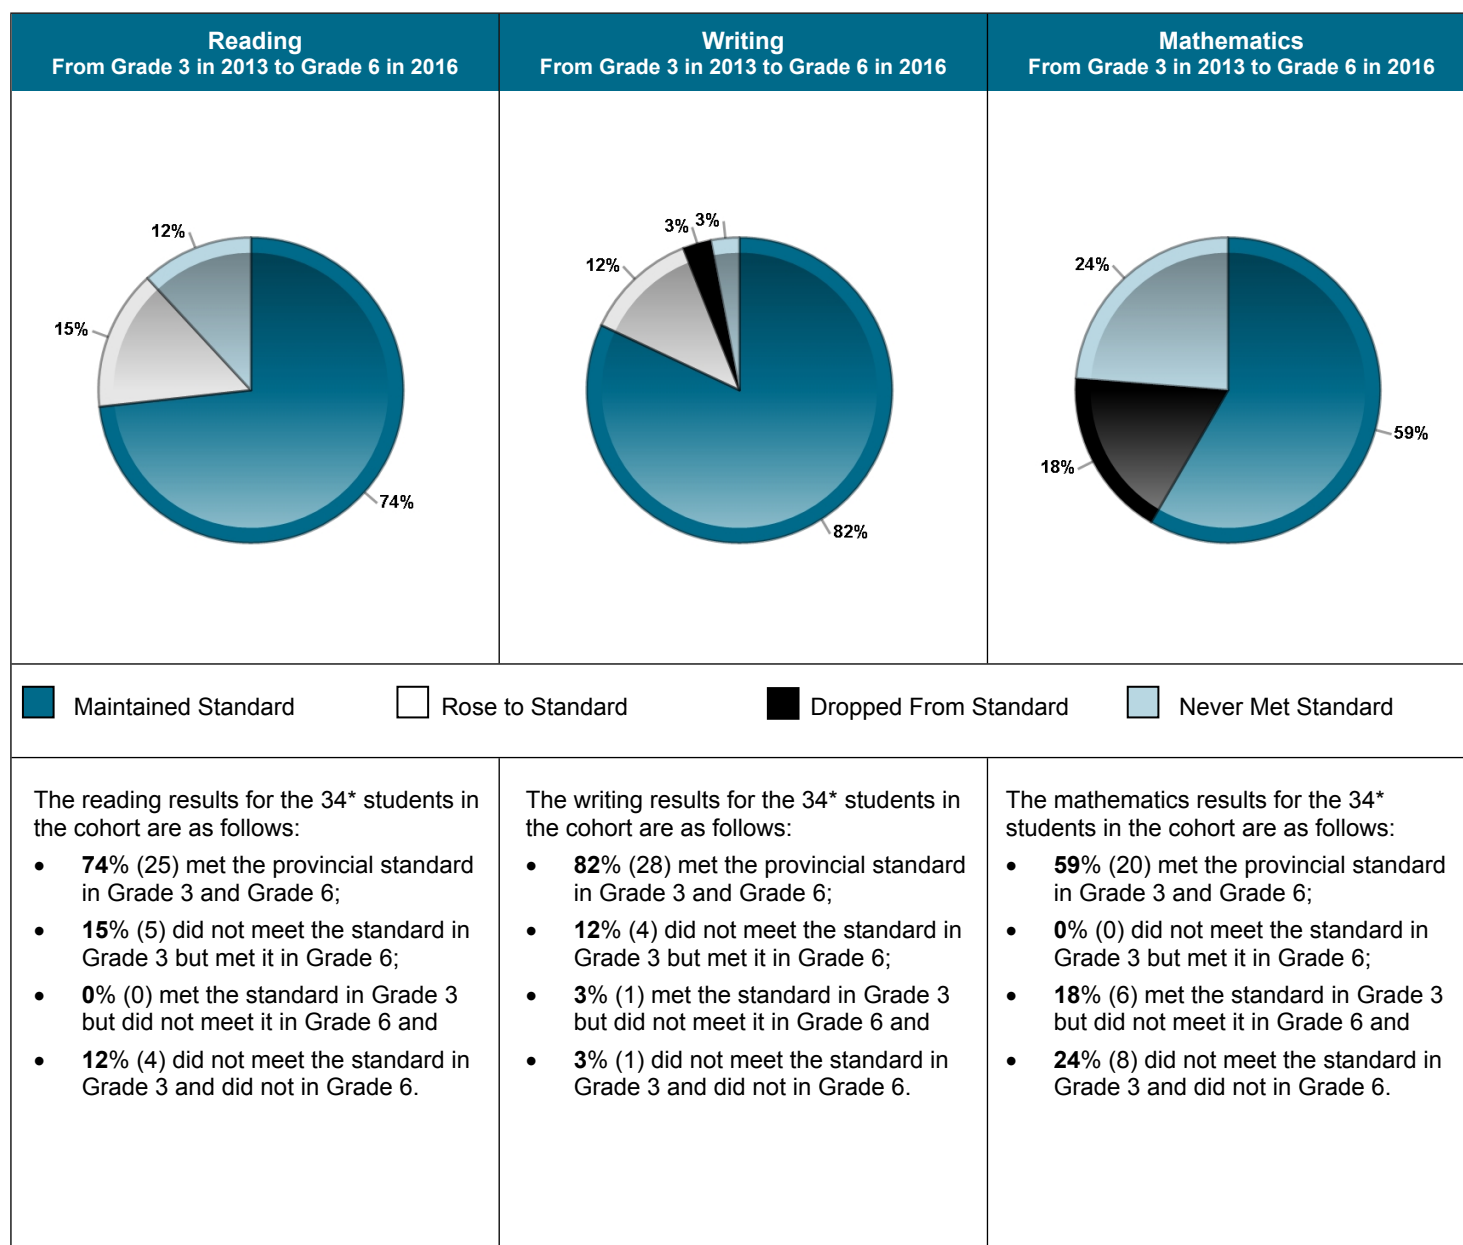 Reading
From Grade 3 in 2013 to Grade 6 in 2016
Writing
From Grade 3 in 2013 to Grade 6 in 2016
Mathematics
From Grade 3 in 2013 to Grade 6 in 2016
12%
15%
74%
3%
3%
12%
82%
24%
18%
59%
Maintained Standard
Rose to Standard
Dropped From Standard
Never Met Standard
The reading results for the 34* students in
the cohort are as follows:
• 74% (25) met the provincial standard
in Grade 3 and Grade 6;
• 15% (5) did not meet the standard in
Grade 3 but met it in Grade 6;
• 0% (0) met the standard in Grade 3
but did not meet it in Grade 6 and
• 12% (4) did not meet the standard in
Grade 3 and did not in Grade 6.
The writing results for the 34* students in
the cohort are as follows:
• 82% (28) met the provincial standard
in Grade 3 and Grade 6;
• 12% (4) did not meet the standard in
Grade 3 but met it in Grade 6;
• 3% (1) met the standard in Grade 3
but did not meet it in Grade 6 and
• 3% (1) did not meet the standard in
Grade 3 and did not in Grade 6.
The mathematics results for the 34*
students in the cohort are as follows:
• 59% (20) met the provincial standard
in Grade 3 and Grade 6;
• 0% (0) did not meet the standard in
Grade 3 but met it in Grade 6;
• 18% (6) met the standard in Grade 3
but did not meet it in Grade 6 and
• 24% (8) did not meet the standard in
Grade 3 and did not in Grade 6.